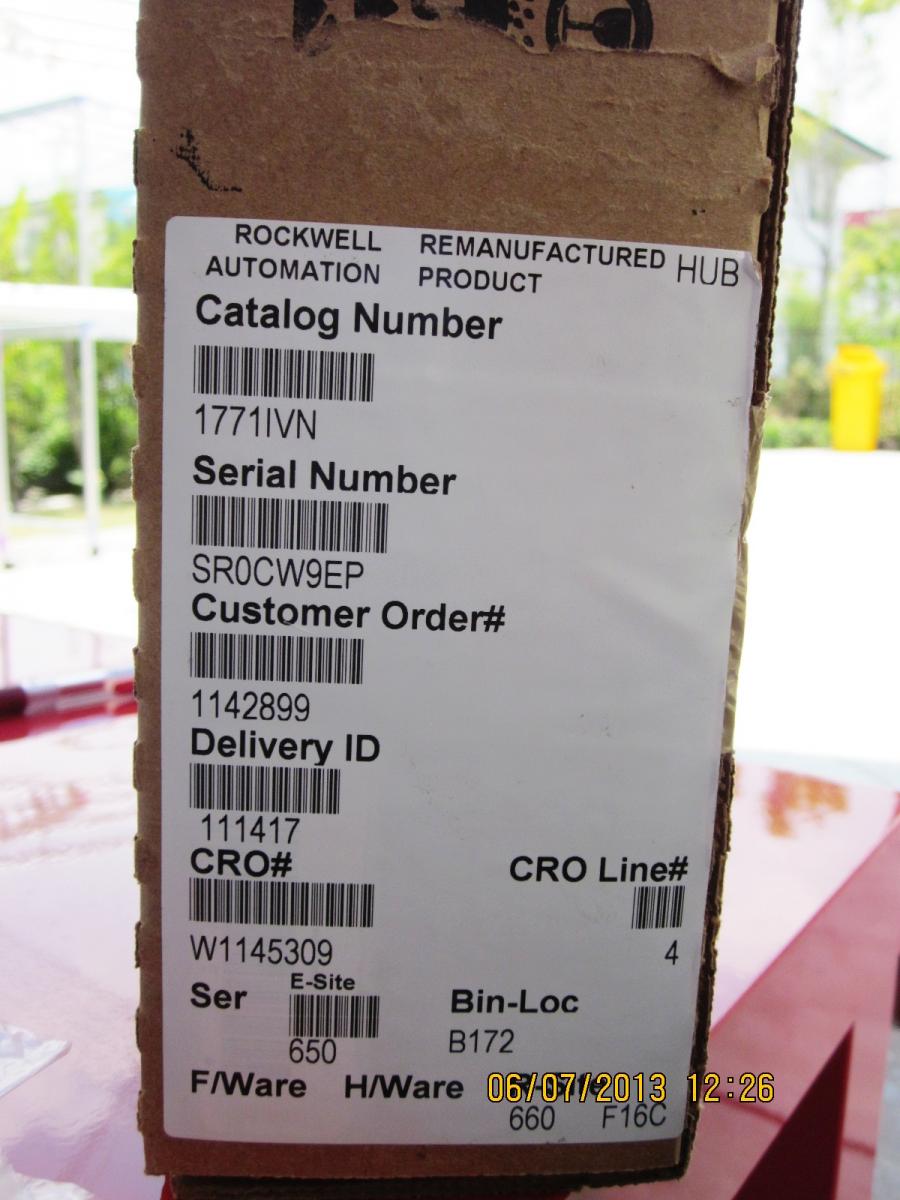 ROCKWELL REMANUFACTURED HUB
AUTOMATION PRODUCT
Catalog Number
1771IVN
Serial Number
SR0CW9EP
Customer Order#
1142899
Delivery ID
111417
CRO# CRO Line#
W1145309 4
E-Site
Ser Bin-Loc
650 B172
F/Ware H/Ware
06/07/2013 12:26
660 F16C